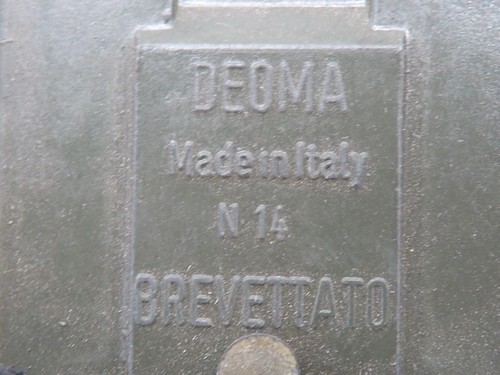 DEOMA
Made in Italy
N 14
BREVETTATO